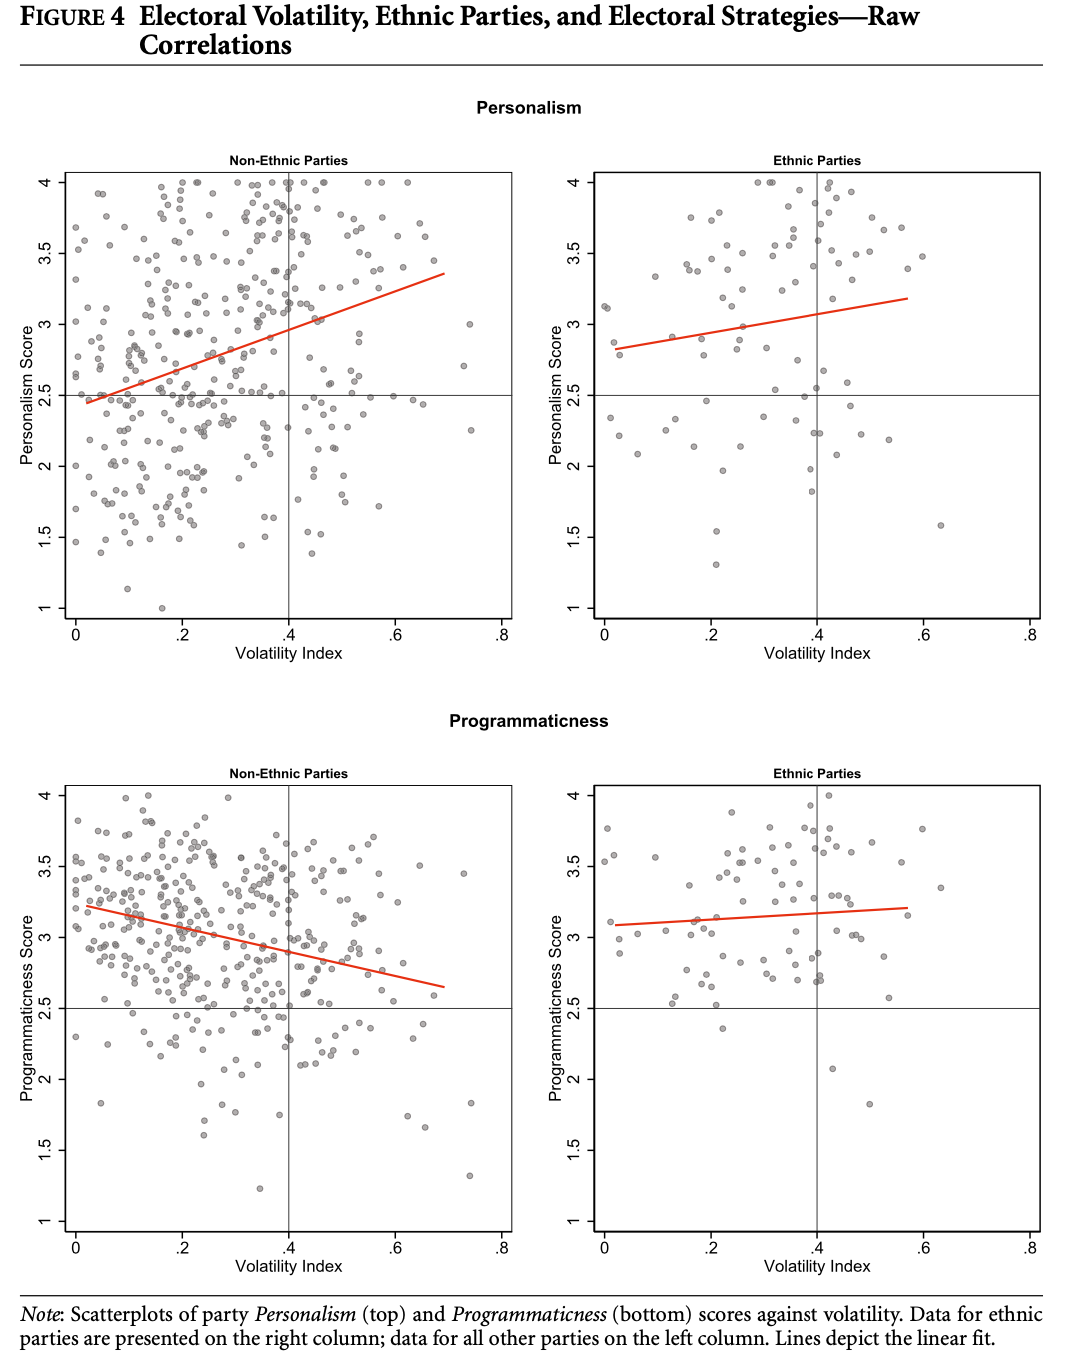 FIGURE 4 Electoral Volatility, Ethnic Parties, and Electoral Strategies—Raw
Correlations
Personalism
Non-Ethnic Parties
Personalism Score
4
3.5
3
2.5
2
1.5
1
0 .2 .4 .6 .8
Volatility Index
Ethnic Parties
Personalism Score
4
3.5
3
2.5
2
1.5
1
0 .2 .4 .6 .8
Volatility Index
Programmaticness
Non-Ethnic Parties
Programmaticness Score
4
3.5
3
2.5
2
1.5
1
0 .2 .4 .6 .8
Volatility Index
Ethnic Parties
Programmaticness Score
4
3.5
3
2.5
2
1.5
1
0 .2 .4 .6 .8
Volatility Index
Note: Scatterplots of party Personalism (top) and Programmaticness (bottom) scores against volatility. Data for ethnic
parties are presented on the right column; data for all other parties on the left column. Lines depict the linear fit.